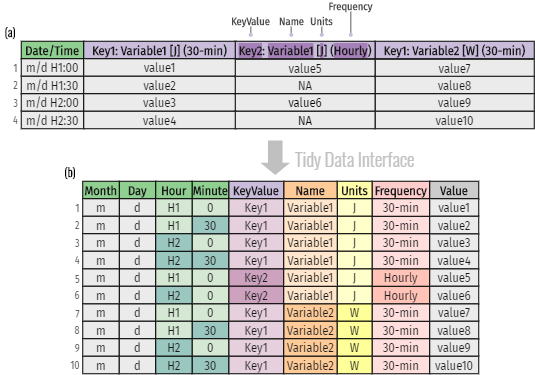 Frequency
KeyValue Name Units
(a)
Date/Time Key1: Variable1 [J] (30-min) Key2: Variable1 [J] (Hourly) Key1: Variable2 [W] (30-min)
1 m/d H1:00 value1 value5 value7
2 m/d H1:30 value2 NA value8
3 m/d H2:00 value3 value6 value9
4 m/d H2:30 value4 NA value10
Tidy Data Interface
(b)
Month Day Hour Minute KeyValue Name Units Frequency Value
1 m d H1 0 Key1 Variable1 J 30-min value1
2 m d H1 30 Key1 Variable1 J 30-min value2
3 m d H2 0 Key1 Variable1 J 30-min value3
4 m d H2 30 Key1 Variable1 J 30-min value4
5 m d H1 0 Key2 Variable1 J Hourly value5
6 m d H2 0 Key2 Variable1 J Hourly value6
7 m d H1 0 Key1 Variable2 W 30-min value7
8 m d H1 30 Key1 Variable2 W 30-min value8
9 m d H2 0 Key1 Variable2 W 30-min value9
10 m d H2 30 Key1 Variable2 W 30-min value10